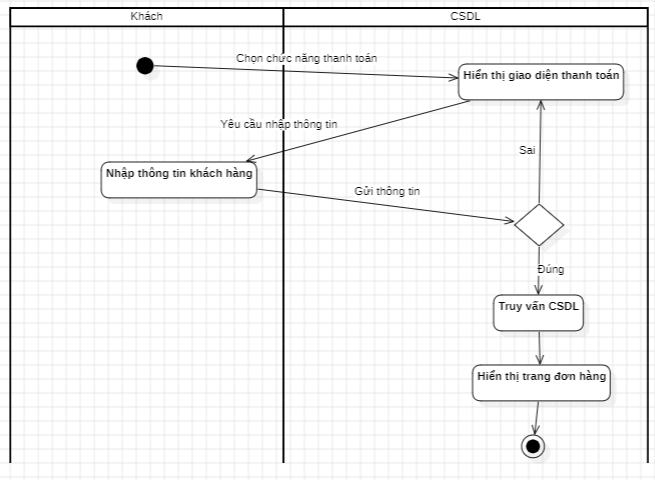 Khách
CSDL
Chọn chức năng thanh toán
Hiển thị giao diện thanh toán
Yêu cầu nhập thông tin
Sai
Nhập thông tin khách hàng
Gửi thông tin
Đúng
Truy vấn CSDL
Hiển thị trang đơn hàng